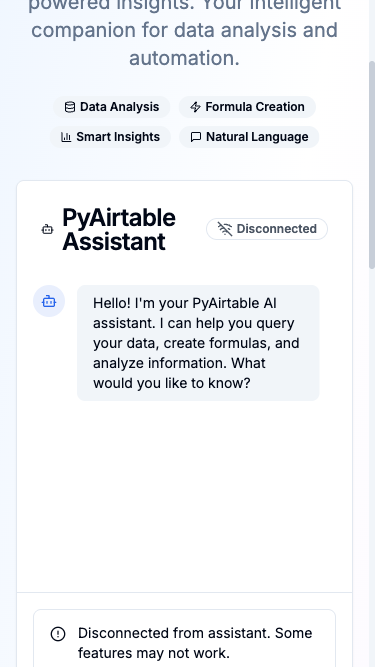 powered insights. Your intelligent
companion for data analysis and
automation.
Data Analysis
Formula Creation
Smart Insights
Natural Language
PyAirtable
Assistant
Disconnected
Hello! I'm your PyAirtable AI
assistant. I can help you query
your data, create formulas, and
analyze information. What
would you like to know?
Disconnected from assistant. Some
features may not work.